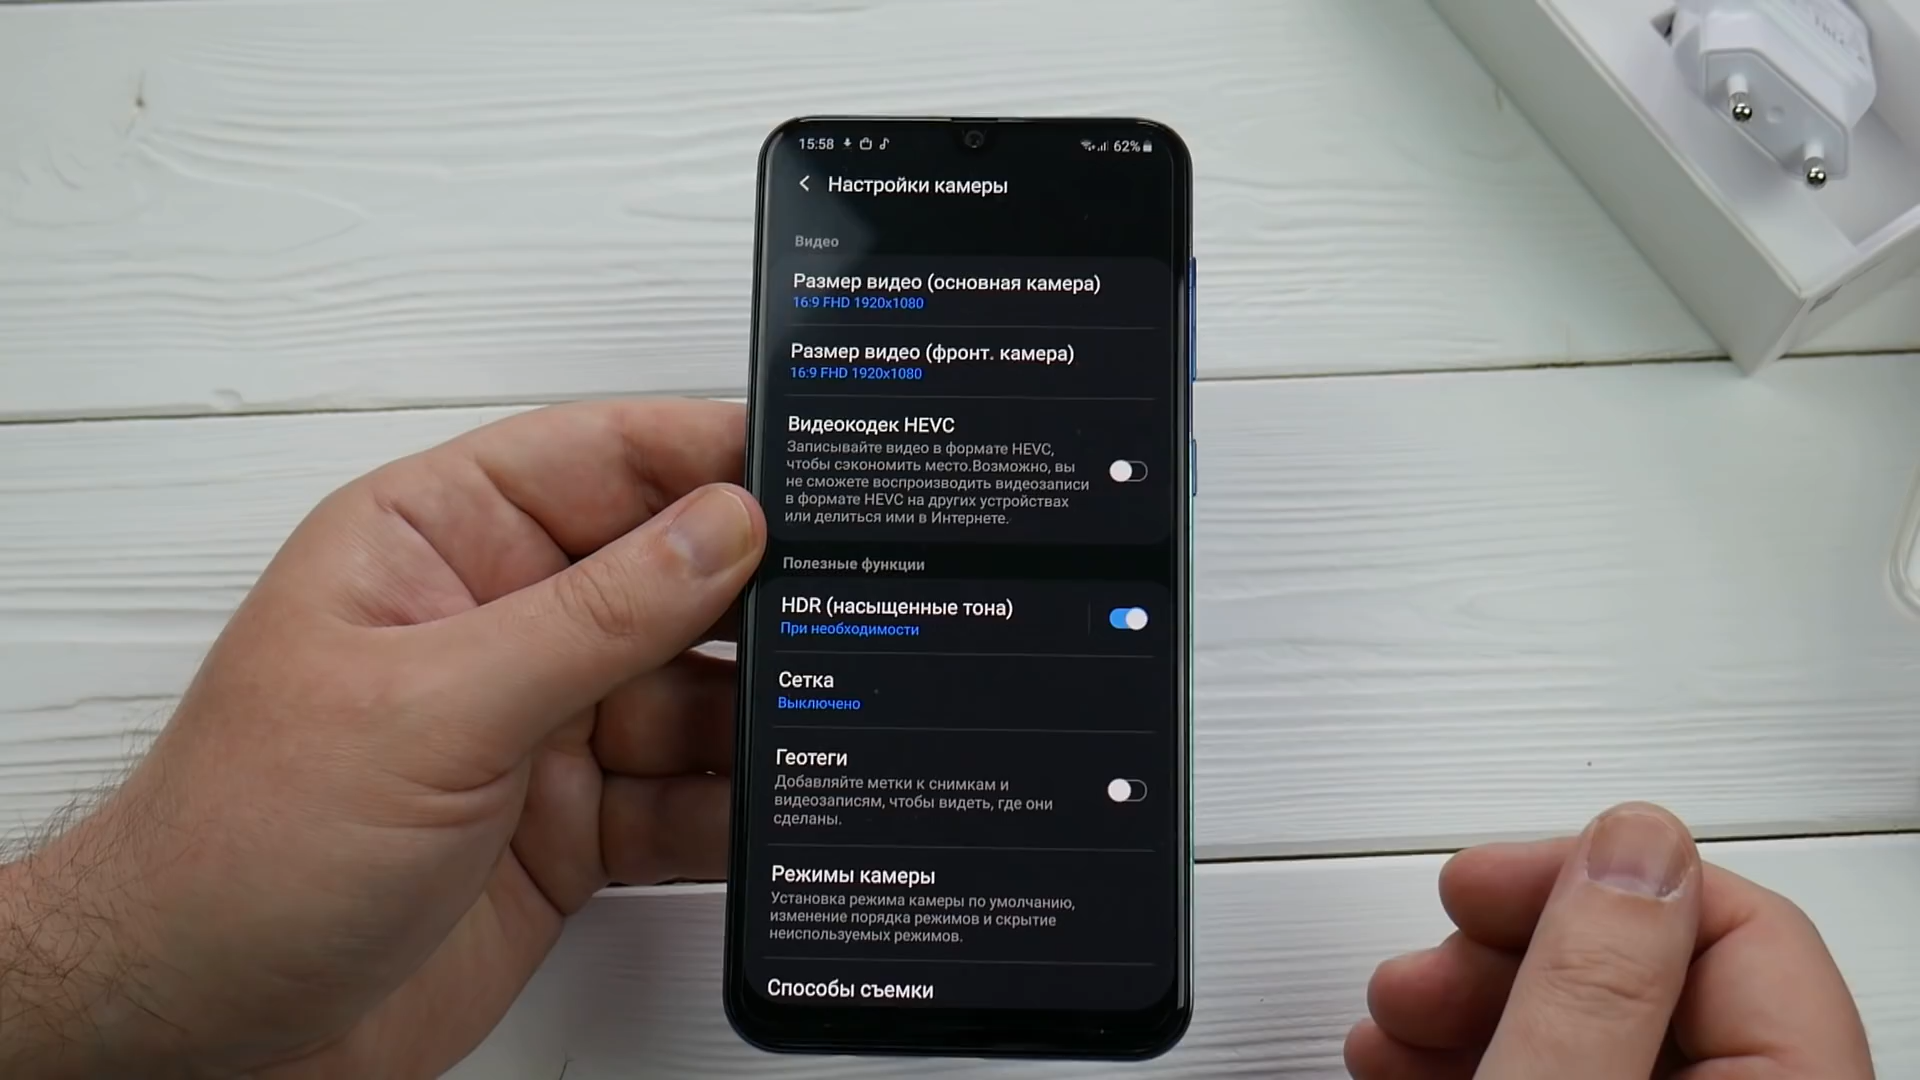 15:58
62%
Настройки камеры
Видео
Размер видео (основная камера)
16:9 FHD 1920x1080
Размер видео (фронт. камера)
16:9 FHD 1920x1080
Видеокодек HEVC
Записывайте видео в формате HEVC,
чтобы сэкономить место.Возможно, вы
не сможете воспроизводить видеозаписи
в формате HEVC на других устройствах
или делиться ими в Интернете.
Полезные функции
HDR (насыщенные тона)
При необходимости
Сетка
Выключено
Геотеги
Добавляйте метки к снимкам и
видеозаписям, чтобы видеть, где они
сделаны.
Режимы камеры
Установка режима камеры по умолчанию,
изменение порядка режимов и скрытие
неиспользуемых режимов.
Способы съемки